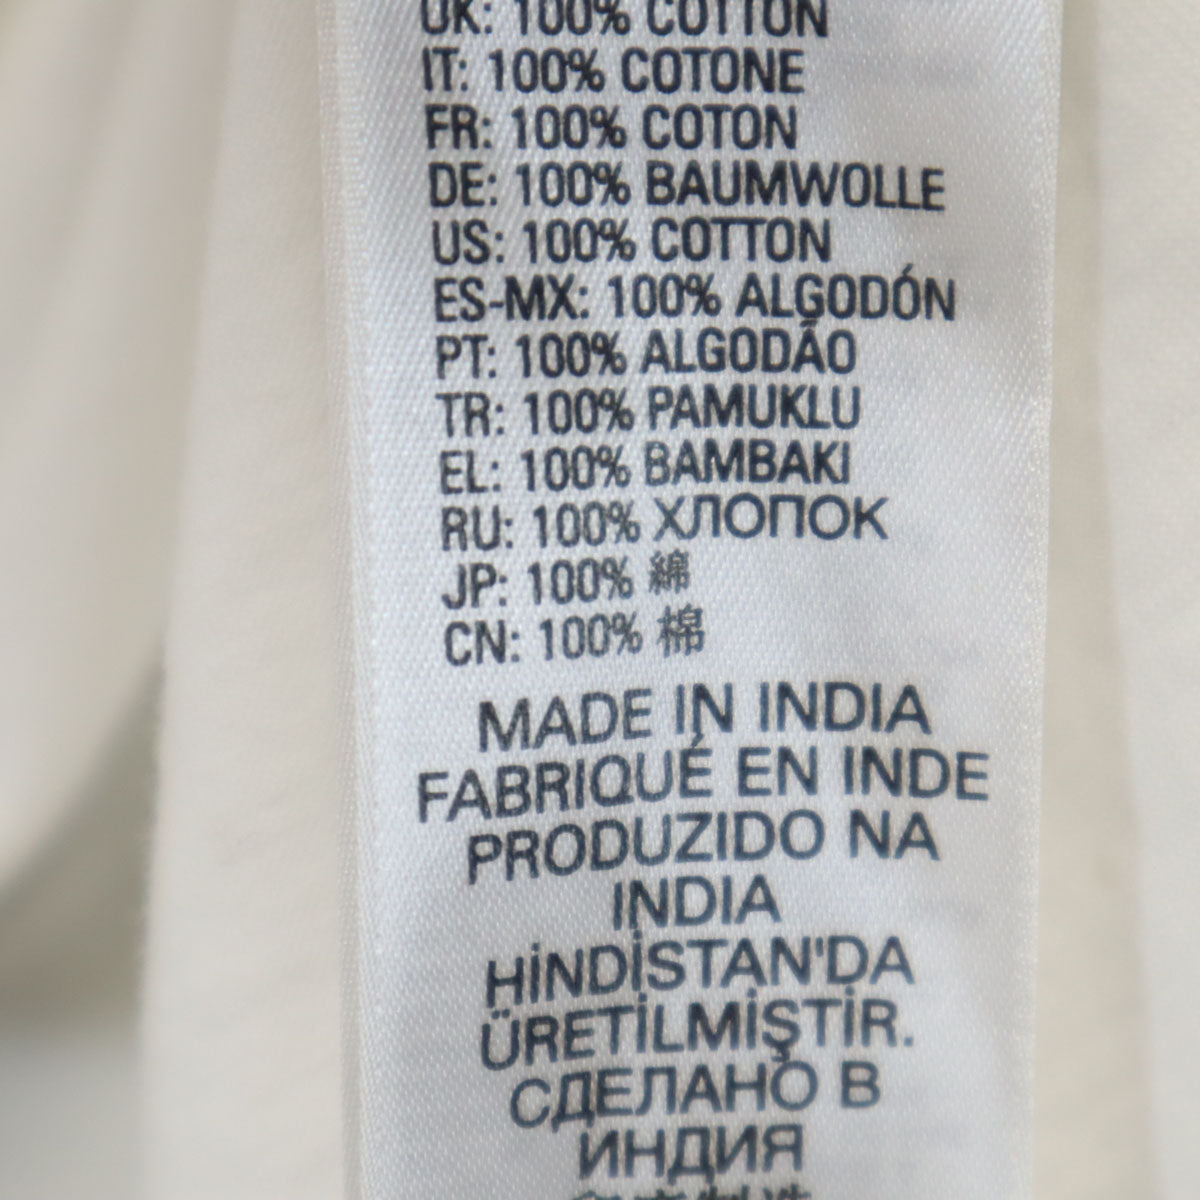 UK: 100% COTTON
IT: 100% COTONE
FR: 100% COTON
DE: 100% BAUMWOLLE
US: 100% COTTON
ES-MX: 100% ALGODÓN
PT: 100% ALGODÃO
TR: 100% PAMUKLU
EL: 100% BAMBAKI
RU: 100% ХЛОПОК
JP: 100% 綿
CN: 100% 棉
MADE IN INDIA
FABRIQUÉ EN INDE
PRODUZIDO NA
INDIA
HİNDİSTAN'DA
ÜRETİLMİŞTİR.
СДЕЛАНО В
ИНДИЯ